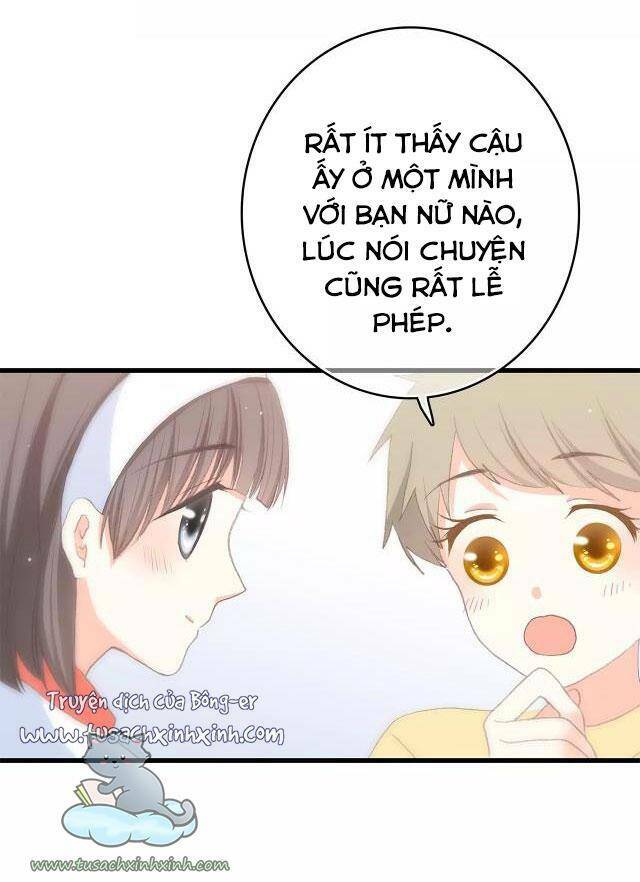 RẤT ÍT THẤY CẬU
ẤY Ở MỘT MÌNH
VỚI BẠN NỮ NÀO,
LÚC NÓI CHUYỆN
CŨNG RẤT LỄ
PHÉP.
Truyện dịch của Bông-er
www.tusachxinhxinh.com
www.tusachxinhxinh.com